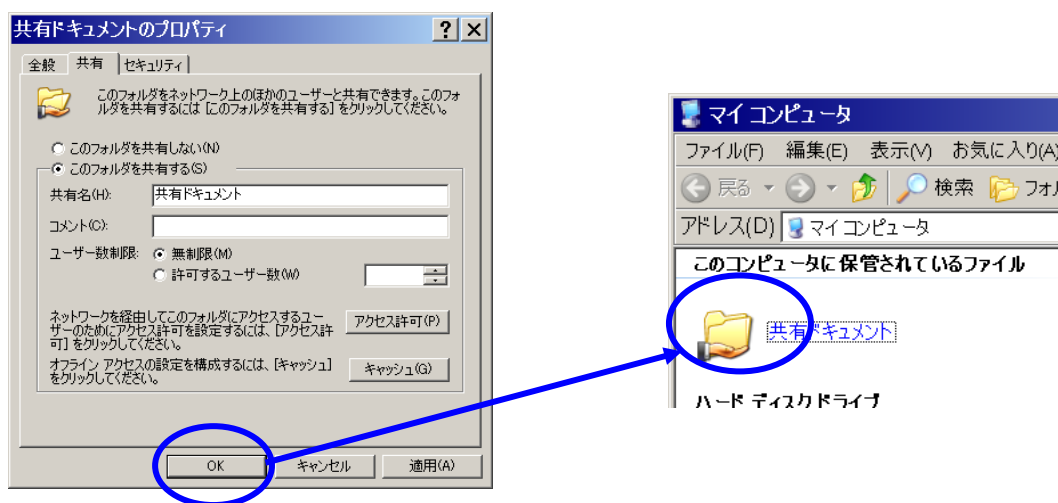 共有ドキュメントのプロパティ
全般 共有 セキュリティ
このフォルダをネットワーク上のほかのユーザーと共有できます。このフォ
ルダを共有するには [このフォルダを共有する] をクリックしてください。
このフォルダを共有しない(N)
このフォルダを共有する(S)
共有名(H): 共有ドキュメント
コメント(C):
ユーザー数制限: 無制限(M)
許可するユーザー数(W)
ネットワークを経由してこのフォルダにアクセスするユー
ザーのためにアクセス許可を設定するには、[アクセス許
可] をクリックしてください。
アクセス許可(P)
オフライン アクセスの設定を構成するには、[キャッシュ]
をクリックしてください。
キャッシュ(G)
OK キャンセル 適用(A)
マイ コンピュータ
ファイル(F) 編集(E) 表示(V) お気に入り(A)
戻る 検索 フォル
アドレス(D) マイ コンピュータ
このコンピュータに保管されているファイル
共有ドキュメント
ハード ディスク ドライブ